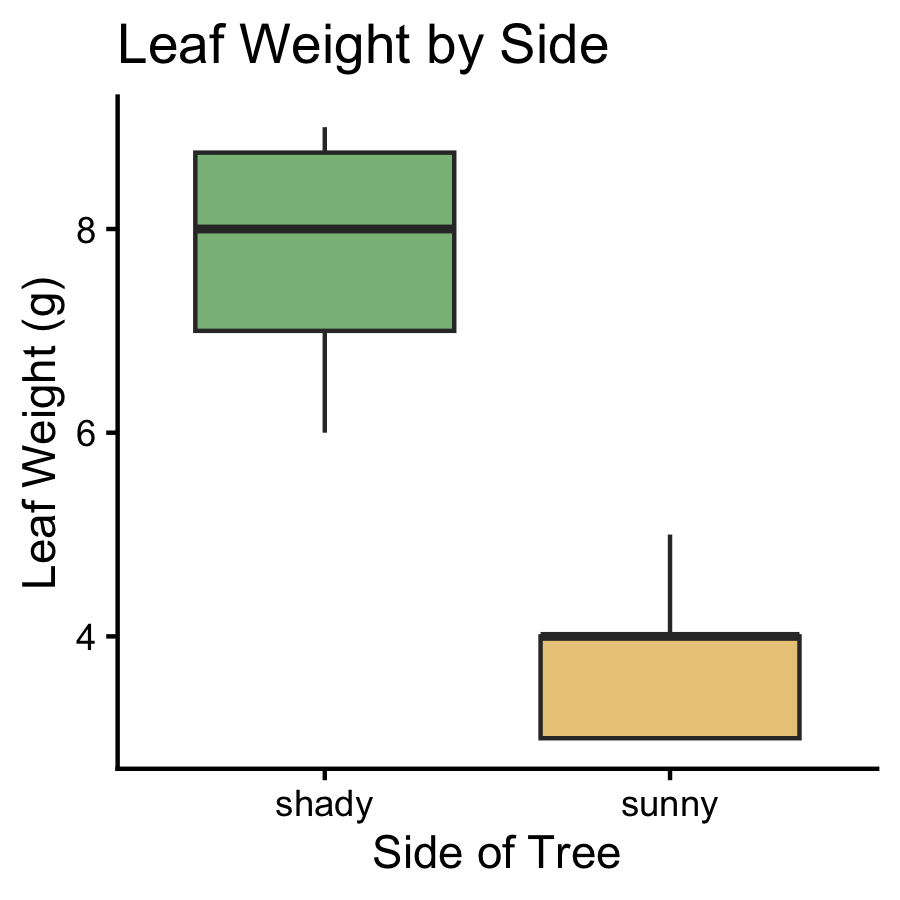 Leaf Weight by Side
Leaf Weight (g)
8
6
4
shady sunny
Side of Tree